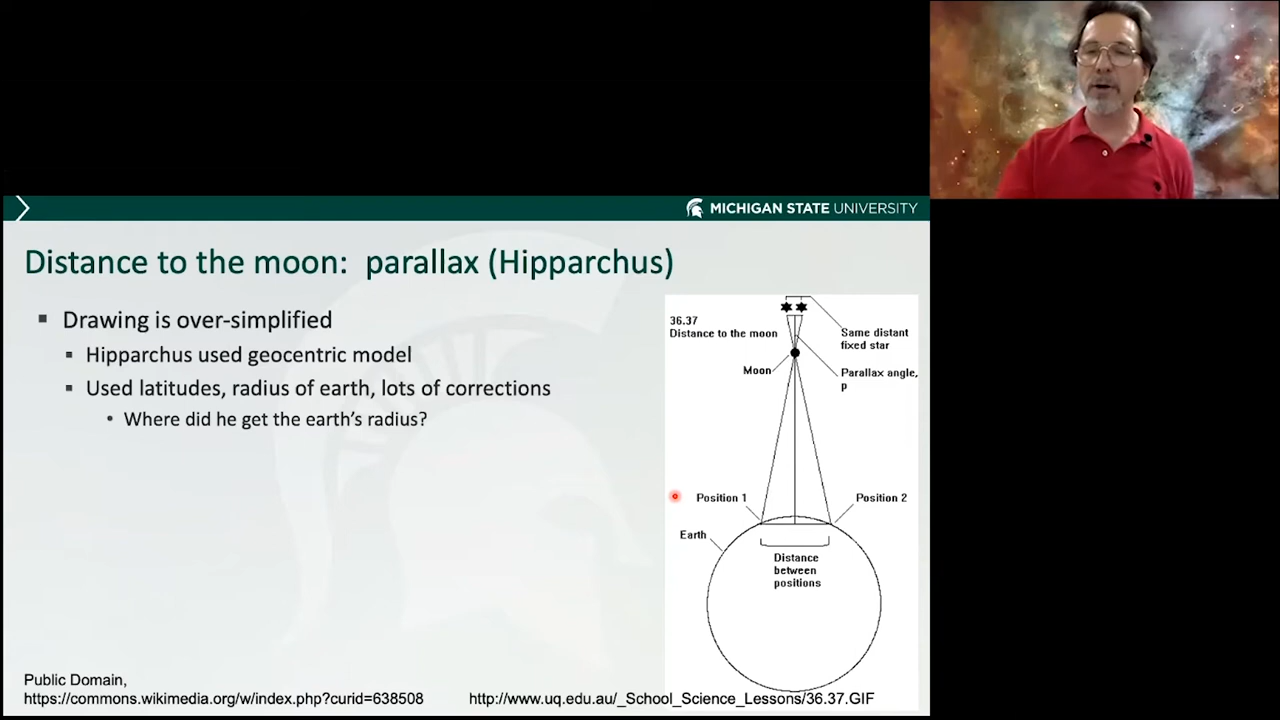 MICHIGAN STATE UNIVERSITY
Distance to the moon: parallax (Hipparchus)
Drawing is over-simplified
Hipparchus used geocentric model
Used latitudes, radius of earth, lots of corrections
Where did he get the earth's radius?
36.37
Distance to the moon
Same distant
fixed star
Moon
Parallax angle,
p
Position 1
Position 2
Earth
Distance
between
positions
Public Domain,
https://commons.wikimedia.org/w/index.php?curid=638508
http://www.uq.edu.au/_School_Science_Lessons/36.37.GIF